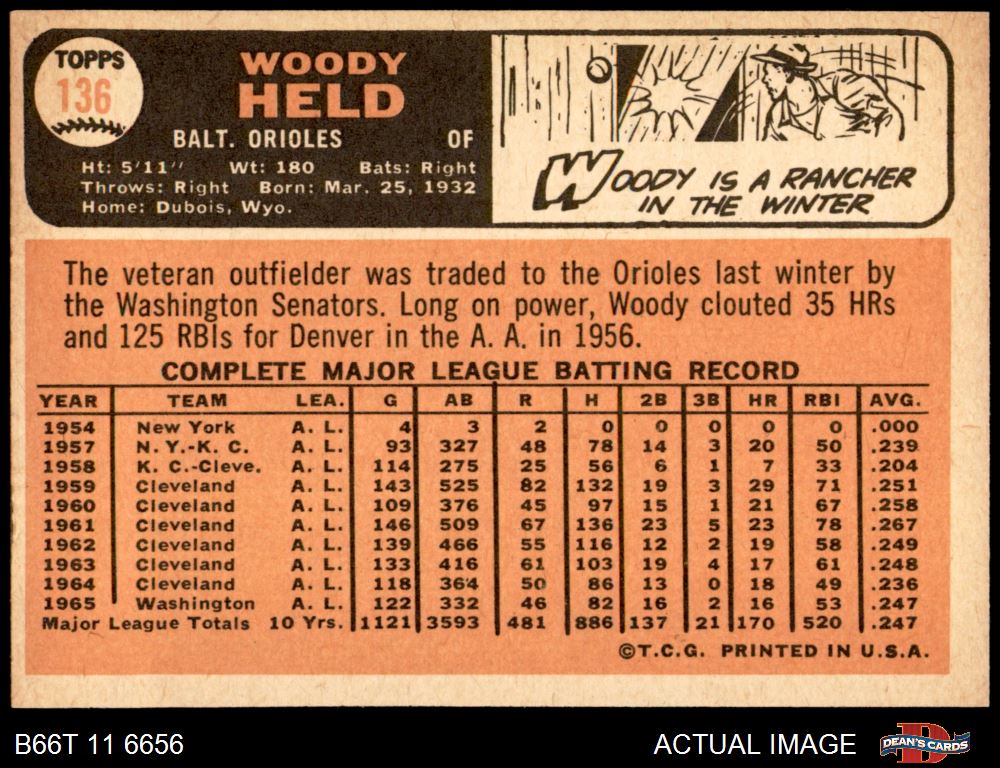 TOPPS
136
WOODY
HELD
BALT. ORIOLES OF
Ht: 5'11" Wt: 180 Bats: Right
Throws: Right Born: Mar. 25, 1932
Home: Dubois, Wyo.
WOODY IS A RANCHER
IN THE WINTER
The veteran outfielder was traded to the Orioles last winter by
the Washington Senators. Long on power, Woody clouted 35 HRs
and 125 RBIs for Denver in the A. A. in 1956.
COMPLETE MAJOR LEAGUE BATTING RECORD
YEAR TEAM LEA. G AB R H 2B 3B HR RBI AVG.
1954 New York A. L. 4 3 2 0 0 0 0 0 .000
1957 N. Y.-K. C. A. L. 93 327 48 78 14 3 20 50 .239
1958 K. C.-Cleve. A. L. 114 275 25 56 6 1 7 33 .204
1959 Cleveland A. L. 143 525 82 132 19 3 29 71 .251
1960 Cleveland A. L. 109 376 45 97 15 1 21 67 .258
1961 Cleveland A. L. 146 509 67 136 23 5 23 78 .267
1962 Cleveland A. L. 139 466 55 116 12 2 19 58 .249
1963 Cleveland A. L. 133 416 61 103 19 4 17 61 .248
1964 Cleveland A. L. 118 364 50 86 13 0 18 49 .236
1965 Washington A. L. 122 332 46 82 16 2 16 53 .247
Major League Totals 10 Yrs. 1121 3593 481 886 137 21 170 520 .247
©T.C.G. PRINTED IN U.S.A.
B66T 11 6656 ACTUAL IMAGE DEAN'S CARDS